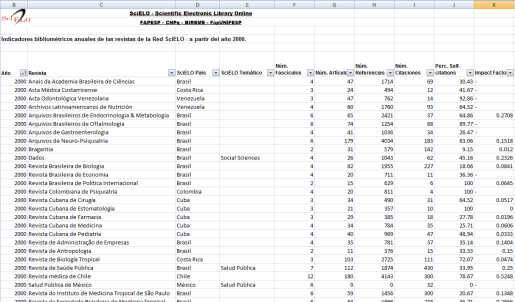 B C D E F G H I J K
SciELO
SciELO - Scientific Electronic Library Online
FAPESP - CNPq - BIREME - FapUNIFESP
Indicadores bibliométricos anuales de las revistas de la Red SciELO - a partir del año 2000.
Año Revista SciELO País SciELO Temático Núm. Fascículos Núm. Artículo Núm. Referencias Núm. Citaciones Porc. Self-citations Impact Facto
2000 Anais da Academia Brasileira de Ciências Brasil 4 47 1714 69 30.43 -
2000 Acta Médica Costarricense Costa Rica 3 24 494 12 41.67 -
2000 Acta Odontológica Venezolana Venezuela 3 47 762 14 92.86 -
2000 Archivos Latinoamericanos de Nutrición Venezuela 4 60 1760 93 64.52 -
2000 Arquivos Brasileiros de Endocrinologia & Metabologia Brasil 6 65 2421 37 64.86 0.2708
2000 Arquivos Brasileiros de Oftalmologia Brasil 6 74 1254 88 89.77 -
2000 Arquivos de Gastroenterologia Brasil 4 41 1036 34 26.47 -
2000 Arquivos de Neuro-Psiquiatria Brasil 6 179 4034 183 83.06 0.1518
2000 Bragantia Brasil 2 31 579 142 9.15 0.012
2000 Dados Brasil Social Sciences 4 26 1043 62 45.16 0.2326
2000 Revista Brasileira de Biologia Brasil 4 82 1955 227 18.06 0.0841
2000 Revista Brasileira de Economia Brasil 4 20 711 11 36.36 -
2000 Revista Brasileira de Política Internacional Brasil 2 15 629 6 100 0.0645
2000 Revista Colombiana de Psiquiatría Colombia 4 20 811 4 100 -
2000 Revista Cubana de Cirugía Cuba 3 34 490 31 64.52 0.0517
2000 Revista Cubana de Estomatología Cuba 3 21 357 10 100 0
2000 Revista Cubana de Farmacia Cuba 3 29 385 18 27.78 0.0196
2000 Revista Cubana de Medicina Cuba 4 34 784 35 25.71 0.0606
2000 Revista Cubana de Pediatría Cuba 4 40 969 47 48.94 0.0333
2000 Revista de Administração de Empresas Brasil 4 35 781 37 35.14 0.1404
2000 Revista de Antropologia Brasil 2 11 376 15 33.33 0.15
2000 Revista de Biología Tropical Costa Rica 3 103 2725 111 72.07 0.0474
2000 Revista de Saúde Pública Brasil Salud Pública 7 112 1874 430 33.95 0.25
2000 Revista médica de Chile Chile 12 180 4143 300 78.67 0.5248
2000 Salud Pública de México México Salud Pública 6 0 0 32 0 -
2000 Revista do Instituto de Medicina Tropical de São Paulo Brasil 6 59 1456 300 20.67 0.1348